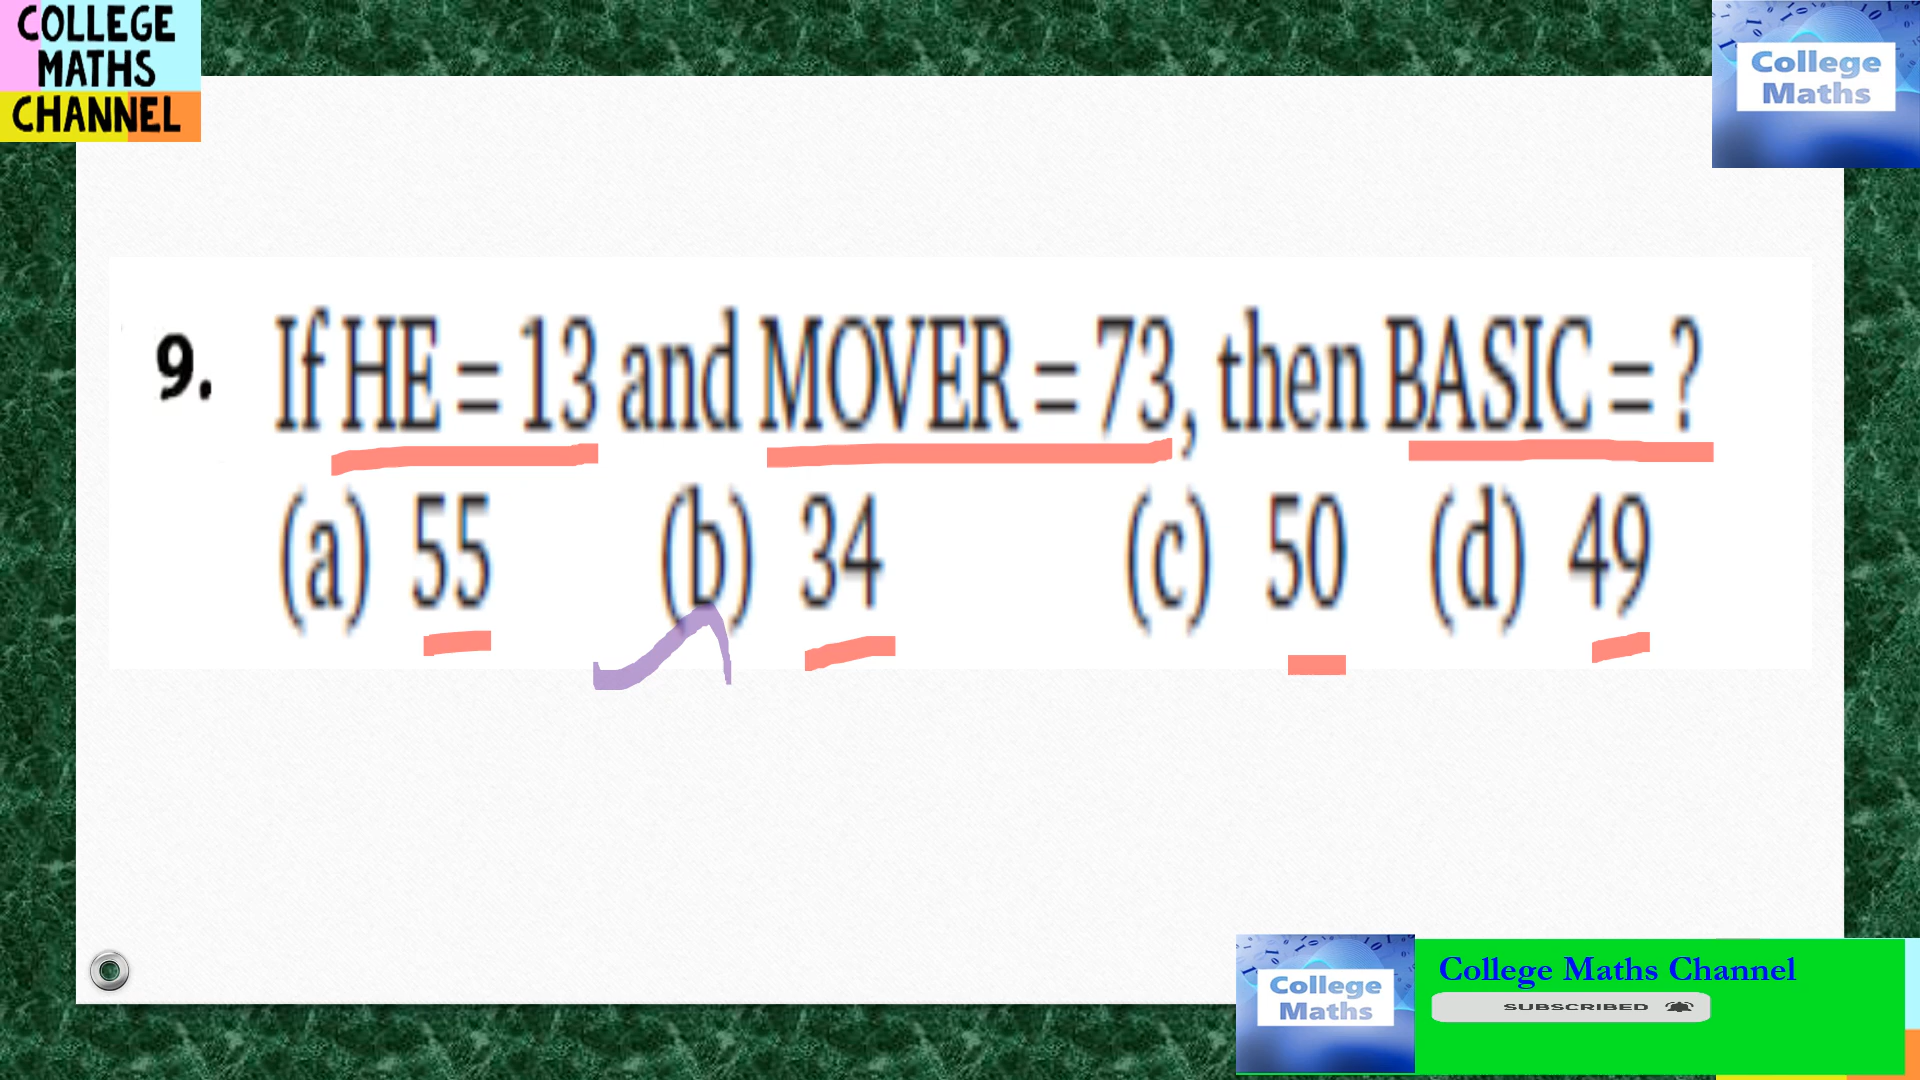 COLLEGE
MATHS
CHANNEL
College
Maths
9. If HE = 13 and MOVER = 73, then BASIC = ?
(a) 55 (b) 34 (c) 50 (d) 49
College
Maths
College Maths Channel
SUBSCRIBED